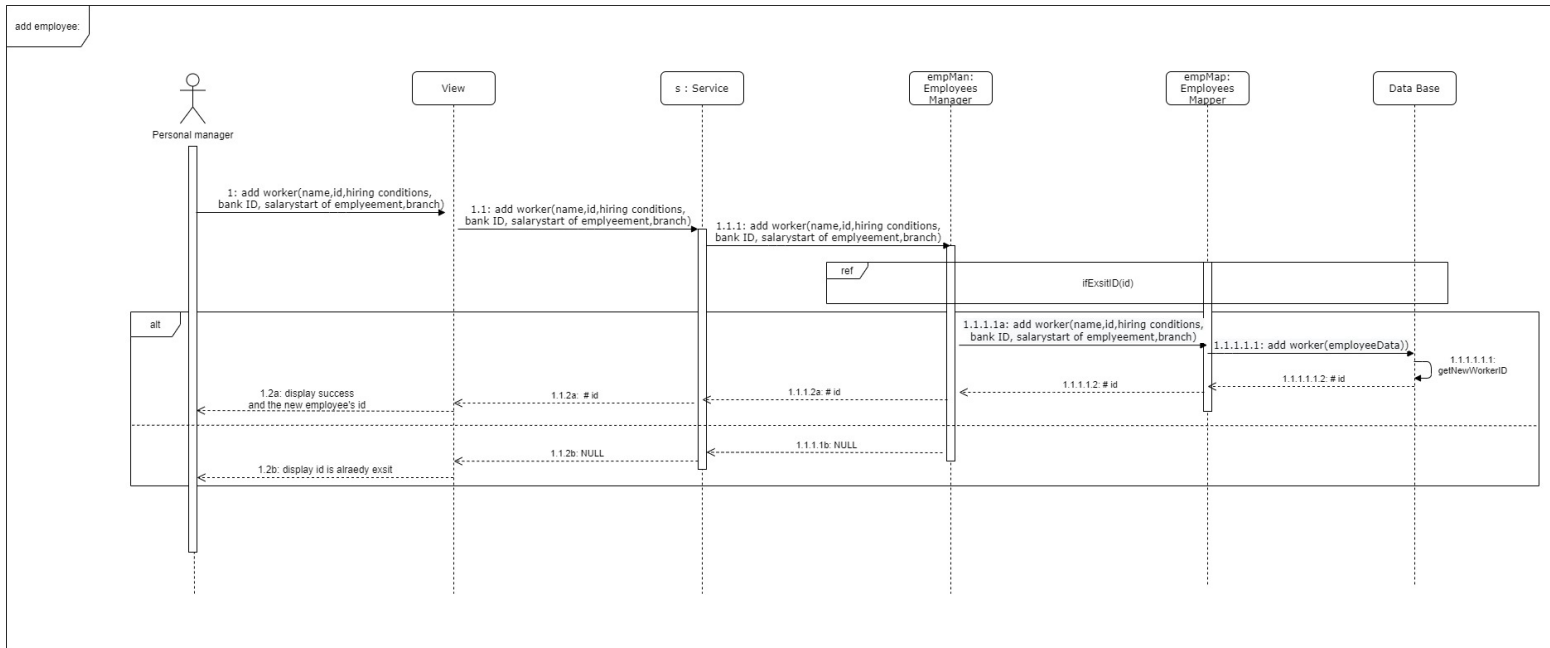 add employee:
Personal manager
View
s : Service
empMan:
Employees
Manager
empMap:
Employees
Mapper
Data Base
1: add worker(name,id,hiring conditions,
bank ID, salarystart of emplyeement,branch)
1.1: add worker(name,id,hiring conditions,
bank ID, salarystart of emplyeement,branch)
1.1.1: add worker(name,id,hiring conditions,
bank ID, salarystart of emplyeement,branch)
ref
ifExsitID(id)
alt
1.1.1.1a: add worker(name,id,hiring conditions,
bank ID, salarystart of emplyeement,branch)
1.1.1.1.1: add worker(employeeData))
1.1.1.1.1.1:
getNewWorkerID
1.1.1.1.1.2: # id
1.1.1.1.2: # id
1.1.1.2a: # id
1.1.2a: # id
1.2a: display success
and the new employee's id
1.1.1.1b: NULL
1.1.2b: NULL
1.2b: display id is alraedy exsit